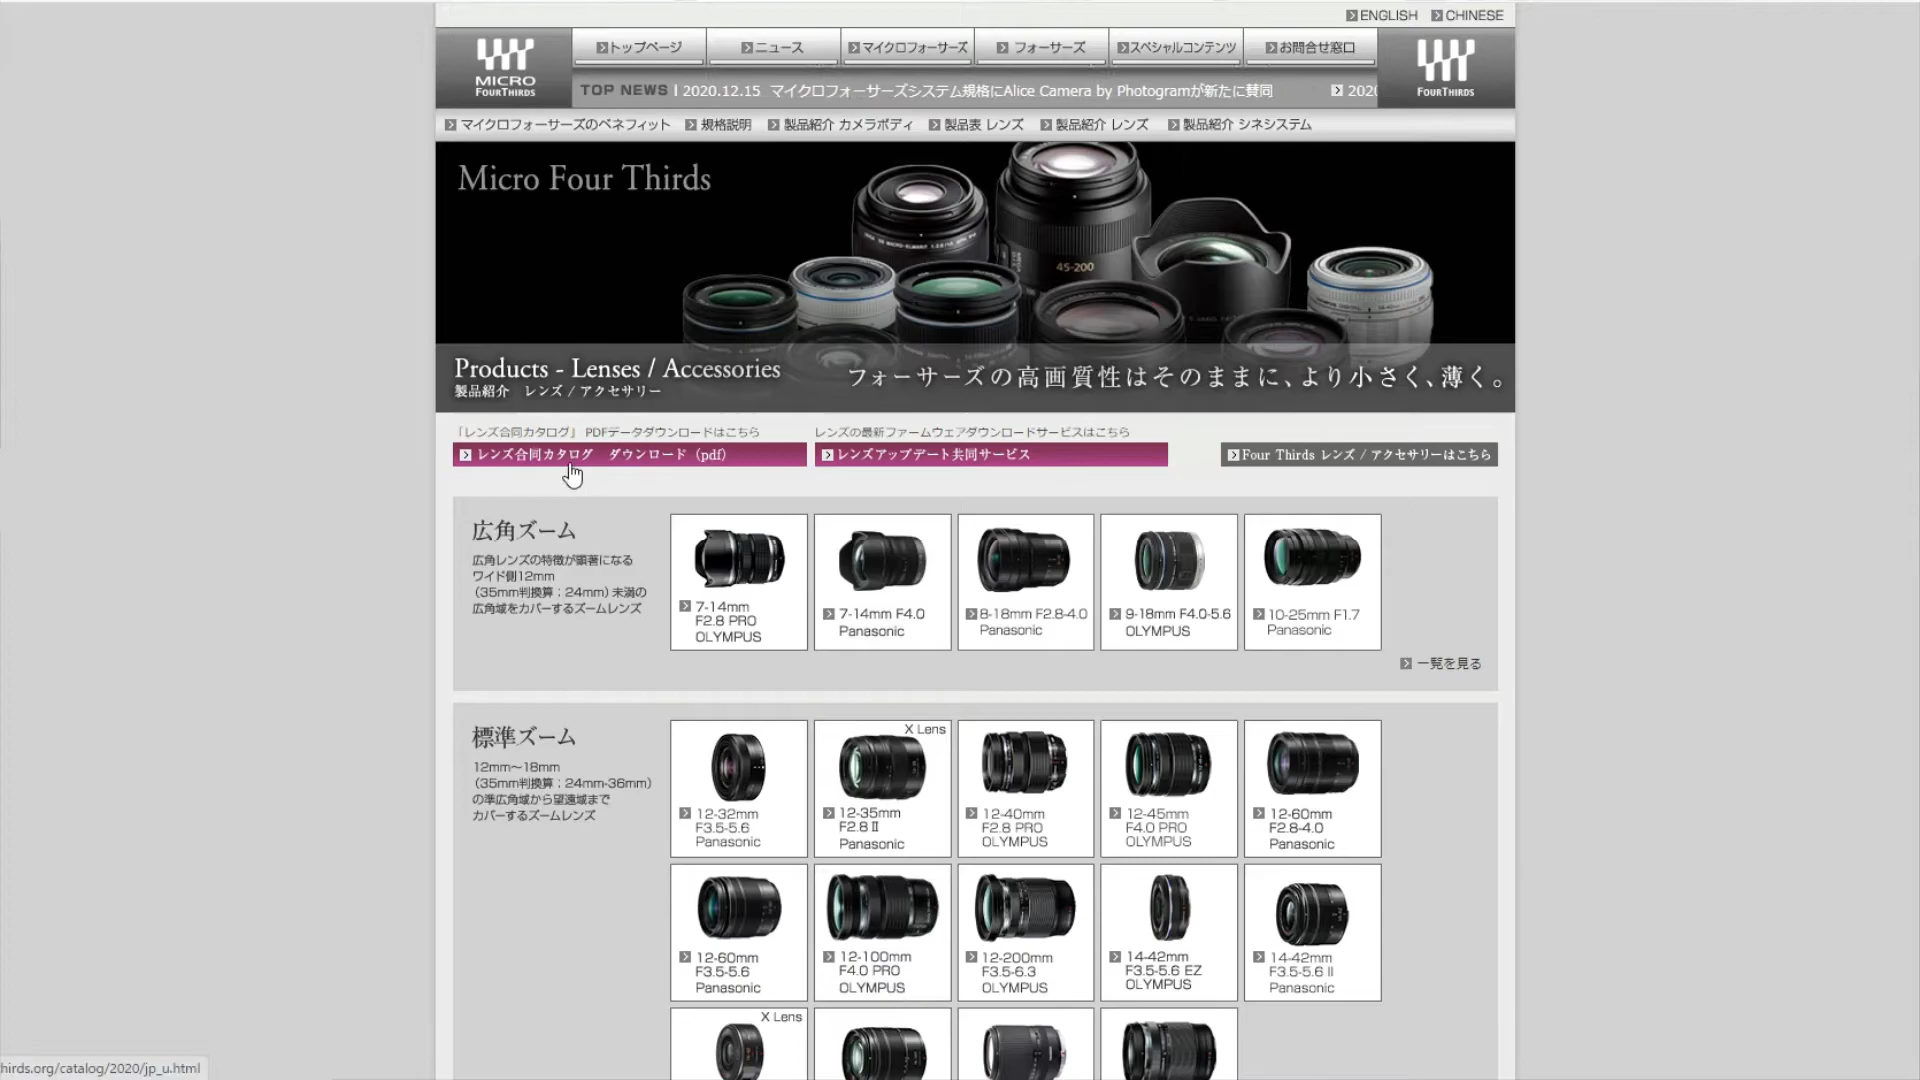 ENGLISH CHINESE
MICRO
FOURTHIRDS
トップページ ニュース マイクロフォーサーズ フォーサーズ スペシャルコンテンツ お問合せ窓口
TOP NEWS | 2020.12.15 マイクロフォーサーズシステム規格にAlice Camera by Photogramが新たに賛同 202
FOURTHIRDS
マイクロフォーサーズのベネフィット 規格説明 製品紹介 カメラボディ 製品表 レンズ 製品紹介 レンズ 製品紹介 シネシステム
Micro Four Thirds
45-200
Products - Lenses / Accessories
製品紹介 レンズ / アクセサリー
フォーサーズの高画質性はそのままに、より小さく、薄く。
「レンズ合同カタログ」 PDFデータダウンロードはこちら
レンズ合同カタログ ダウンロード (pdf)
レンズの最新ファームウェアダウンロードサービスはこちら
レンズアップデート共同サービス
Four Thirds レンズ / アクセサリーはこちら
広角ズーム
広角レンズの特徴が顕著になる
ワイド側12mm
(35mm判換算:24mm) 未満の
広角域をカバーするズームレンズ
7-14mm
F2.8 PRO
OLYMPUS
7-14mm F4.0
Panasonic
8-18mm F2.8-4.0
Panasonic
9-18mm F4.0-5.6
OLYMPUS
10-25mm F1.7
Panasonic
一覧を見る
標準ズーム
12mm〜18mm
(35mm判換算:24mm-36mm)
の準広角域から望遠域まで
カバーするズームレンズ
12-32mm
F3.5-5.6
Panasonic
X Lens
12-35mm
F2.8 II
Panasonic
12-40mm
F2.8 PRO
OLYMPUS
12-45mm
F4.0 PRO
OLYMPUS
12-60mm
F2.8-4.0
Panasonic
12-60mm
F3.5-5.6
Panasonic
12-100mm
F4.0 PRO
OLYMPUS
12-200mm
F3.5-6.3
OLYMPUS
14-42mm
F3.5-5.6 EZ
OLYMPUS
14-42mm
F3.5-5.6 II
Panasonic
X Lens
hirds.org/catalog/2020/jp_u.html